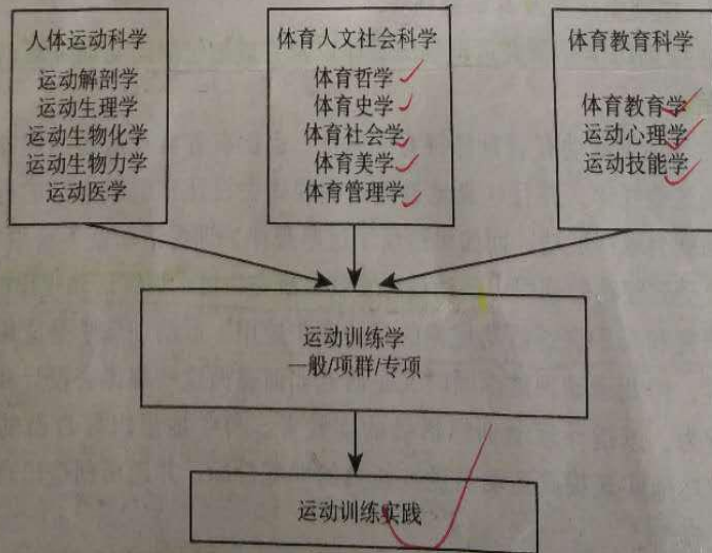 人体运动科学
运动解剖学
运动生理学
运动生物化学
运动生物力学
运动医学
体育人文社会科学
体育哲学
体育史学
体育社会学
体育美学
体育管理学
体育教育科学
体育教育学
运动心理学
运动技能学
运动训练学
一般/项群/专项
运动训练实践